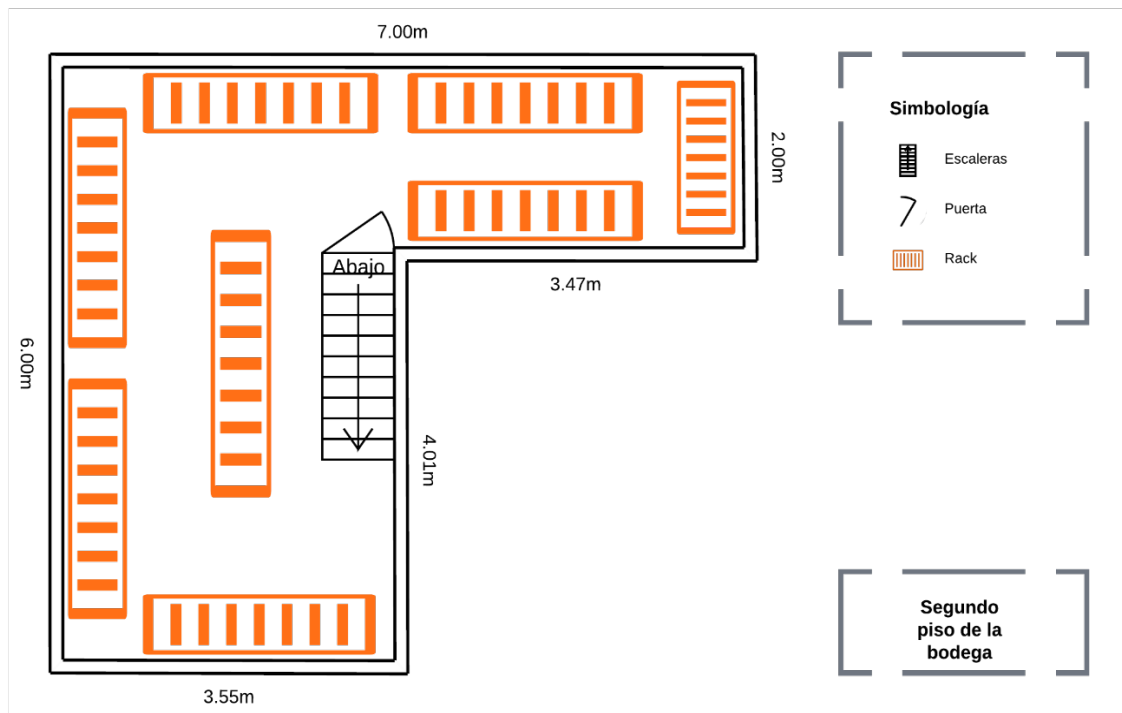 7.00m
2.00m
3.47m
6.00m
4.01m
3.55m
Abajo
Simbología
Escaleras
Puerta
Rack
Segundo
piso de la
bodega